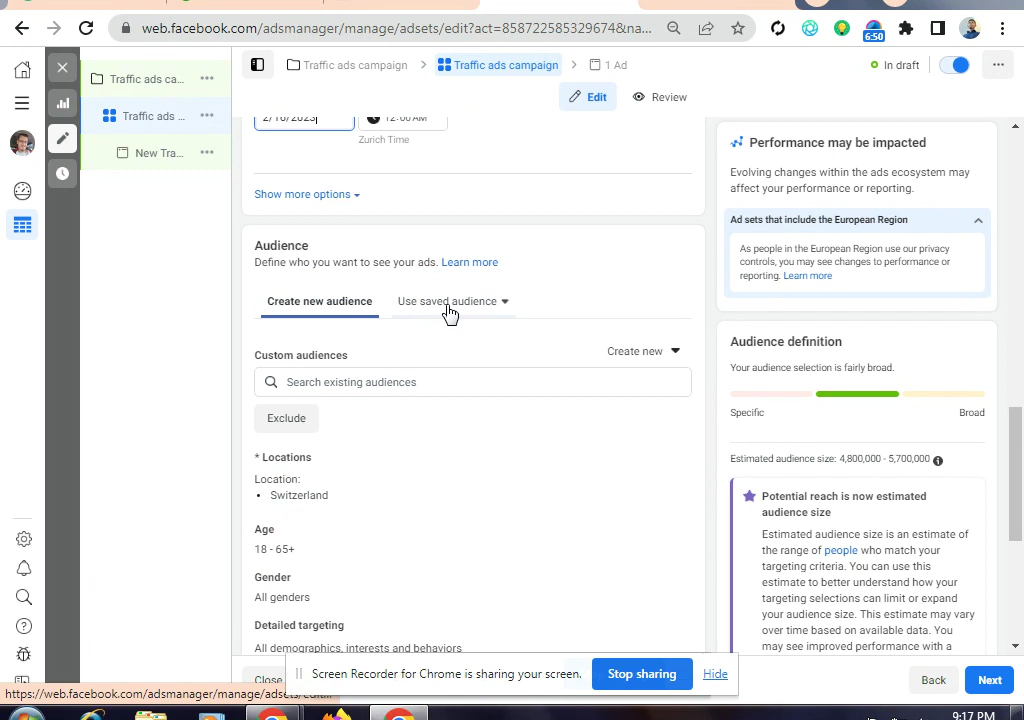 web.facebook.com/adsmanager/manage/adsets/edit?act=858722585329674&na...
6:50
Traffic ads ca...
Traffic ads ...
New Tra...
Traffic ads campaign
Traffic ads campaign
1 Ad
In draft
Edit
Review
12:00 AM
Zurich Time
Show more options
Audience
Define who you want to see your ads. Learn more
Create new audience
Use saved audience
Custom audiences
Create new
Search existing audiences
Exclude
* Locations
Location:
• Switzerland
Age
18 - 65+
Gender
All genders
Detailed targeting
All demographics, interests and behaviors
Close
Performance may be impacted
Evolving changes within the ads ecosystem may
affect your performance or reporting.
Ad sets that include the European Region
As people in the European Region use our privacy
controls, you may see changes to performance or
reporting. Learn more
Audience definition
Your audience selection is fairly broad.
Specific
Broad
Estimated audience size: 4,800,000 - 5,700,000
Potential reach is now estimated
audience size
Estimated audience size is an estimate of
the range of people who match your
targeting criteria. You can use this
estimate to better understand how your
targeting selections can limit or expand
your audience size. This estimate may vary
over time based on available data. You
may see improved performance with a
Screen Recorder for Chrome is sharing your screen.
Stop sharing
Hide
Back
Next
https://web.facebook.com/adsmanager/manage/adsets/edit...
9:17 PM